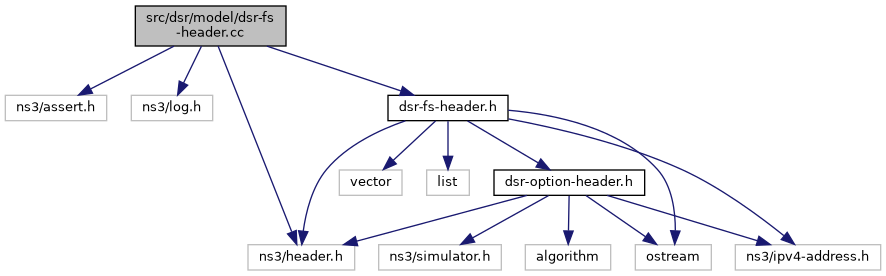 src/dsr/model/dsr-fs
-header.cc
ns3/assert.h
ns3/log.h
dsr-fs-header.h
vector
list
dsr-option-header.h
ns3/header.h
ns3/simulator.h
algorithm
ostream
ns3/ipv4-address.h